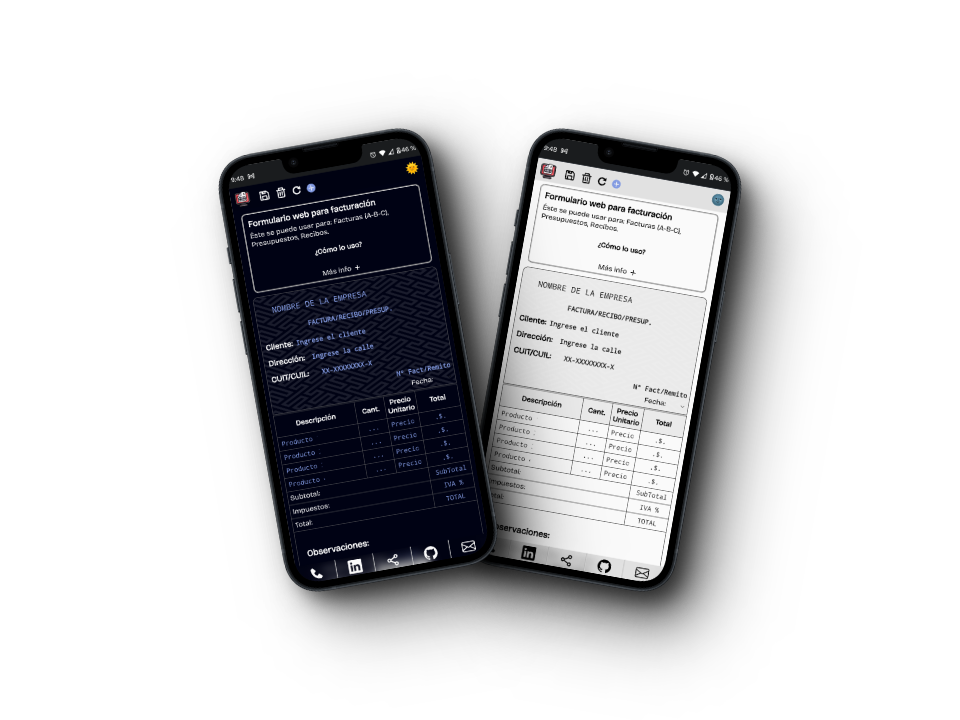 9:48
46 %
Formulario web para facturación
Éste se puede usar para: Facturas (A-B-C),
Presupuestos, Recibos.
¿Cómo lo uso?
Más info +
NOMBRE DE LA EMPRESA
FACTURA/RECIBO/PRESUP.
Cliente: Ingrese el cliente
Dirección: Ingrese la calle
CUIT/CUIL: XX-XXXXXXXX-X
N° Fact/Remito
Fecha:
Descripción Cant. Precio Unitario Total
Producto ... Precio .$.
Producto ... Precio .$.
Producto ... Precio .$.
Producto ... Precio .$.
Subtotal: SubTotal
Impuestos: IVA %
Total: TOTAL
Observaciones:
9:48
46 %
Formulario web para facturación
Éste se puede usar para: Facturas (A-B-C),
Presupuestos, Recibos.
¿Cómo lo uso?
Más info +
NOMBRE DE LA EMPRESA
FACTURA/RECIBO/PRESUP.
Cliente: Ingrese el cliente
Dirección: Ingrese la calle
CUIT/CUIL: XX-XXXXXXXX-X
N° Fact/Remito
Fecha:
Descripción Cant. Precio Unitario Total
Producto ... Precio .$.
Producto ... Precio .$.
Producto ... Precio .$.
Producto ... Precio .$.
Subtotal: SubTotal
Impuestos: IVA %
tal: TOTAL
servaciones: